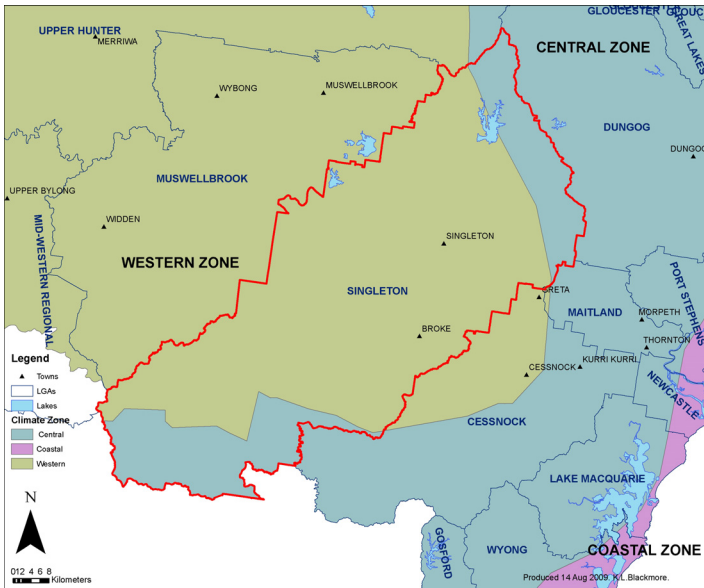 GLOUCESTER
GREAT LAKES
UPPER HUNTER
MERRIWA
CENTRAL ZONE
WYBONG
MUSWELLBROOK
DUNGOG
DUNGOG
MUSWELLBROOK
UPPER BYLONG
WIDDEN
MID-WESTERN REGIONAL
SINGLETON
WESTERN ZONE
SINGLETON
GRETA
MAITLAND
PORT STEPHENS
MORPETH
BROKE
THORNTON
Legend
Towns
LGAs
Lakes
Climate Zone
Central
Coastal
Western
CESSNOCK
KURRI KURRI
NEWCASTLE
CESSNOCK
LAKE MACQUARIE
N
GOSFORD
WYONG
COASTAL ZONE
012 4 6 8
Kilometers
Produced 14 Aug 2009. K.L.Blackmore.